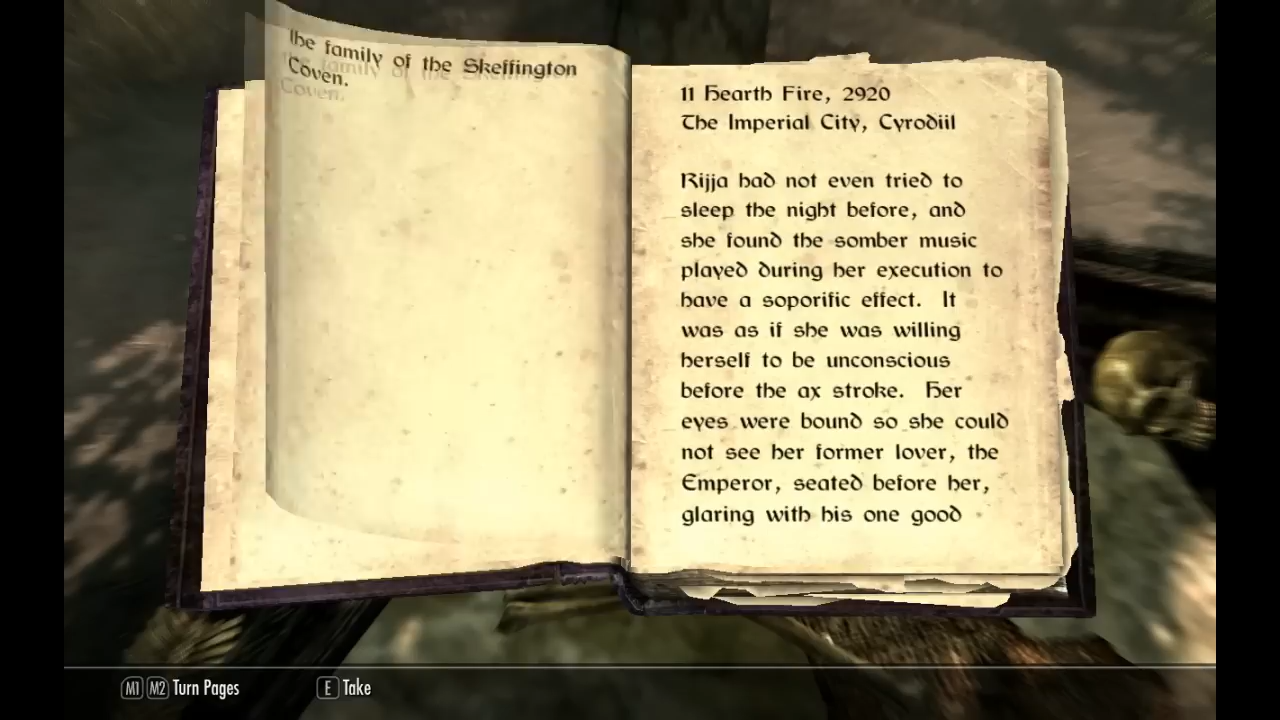 The family of the Skeffington
Coven.
11 Hearth Fire, 2920
The Imperial City, Cyrodiil
Rijja had not even tried to
sleep the night before, and
she found the somber music
played during her execution to
have a soporific effect.  It
was as if she was willing
herself to be unconscious
before the ax stroke.  Her
eyes were bound so she could
not see her former lover, the
Emperor, seated before her,
glaring with his one good
M1 M2 Turn Pages
E Take